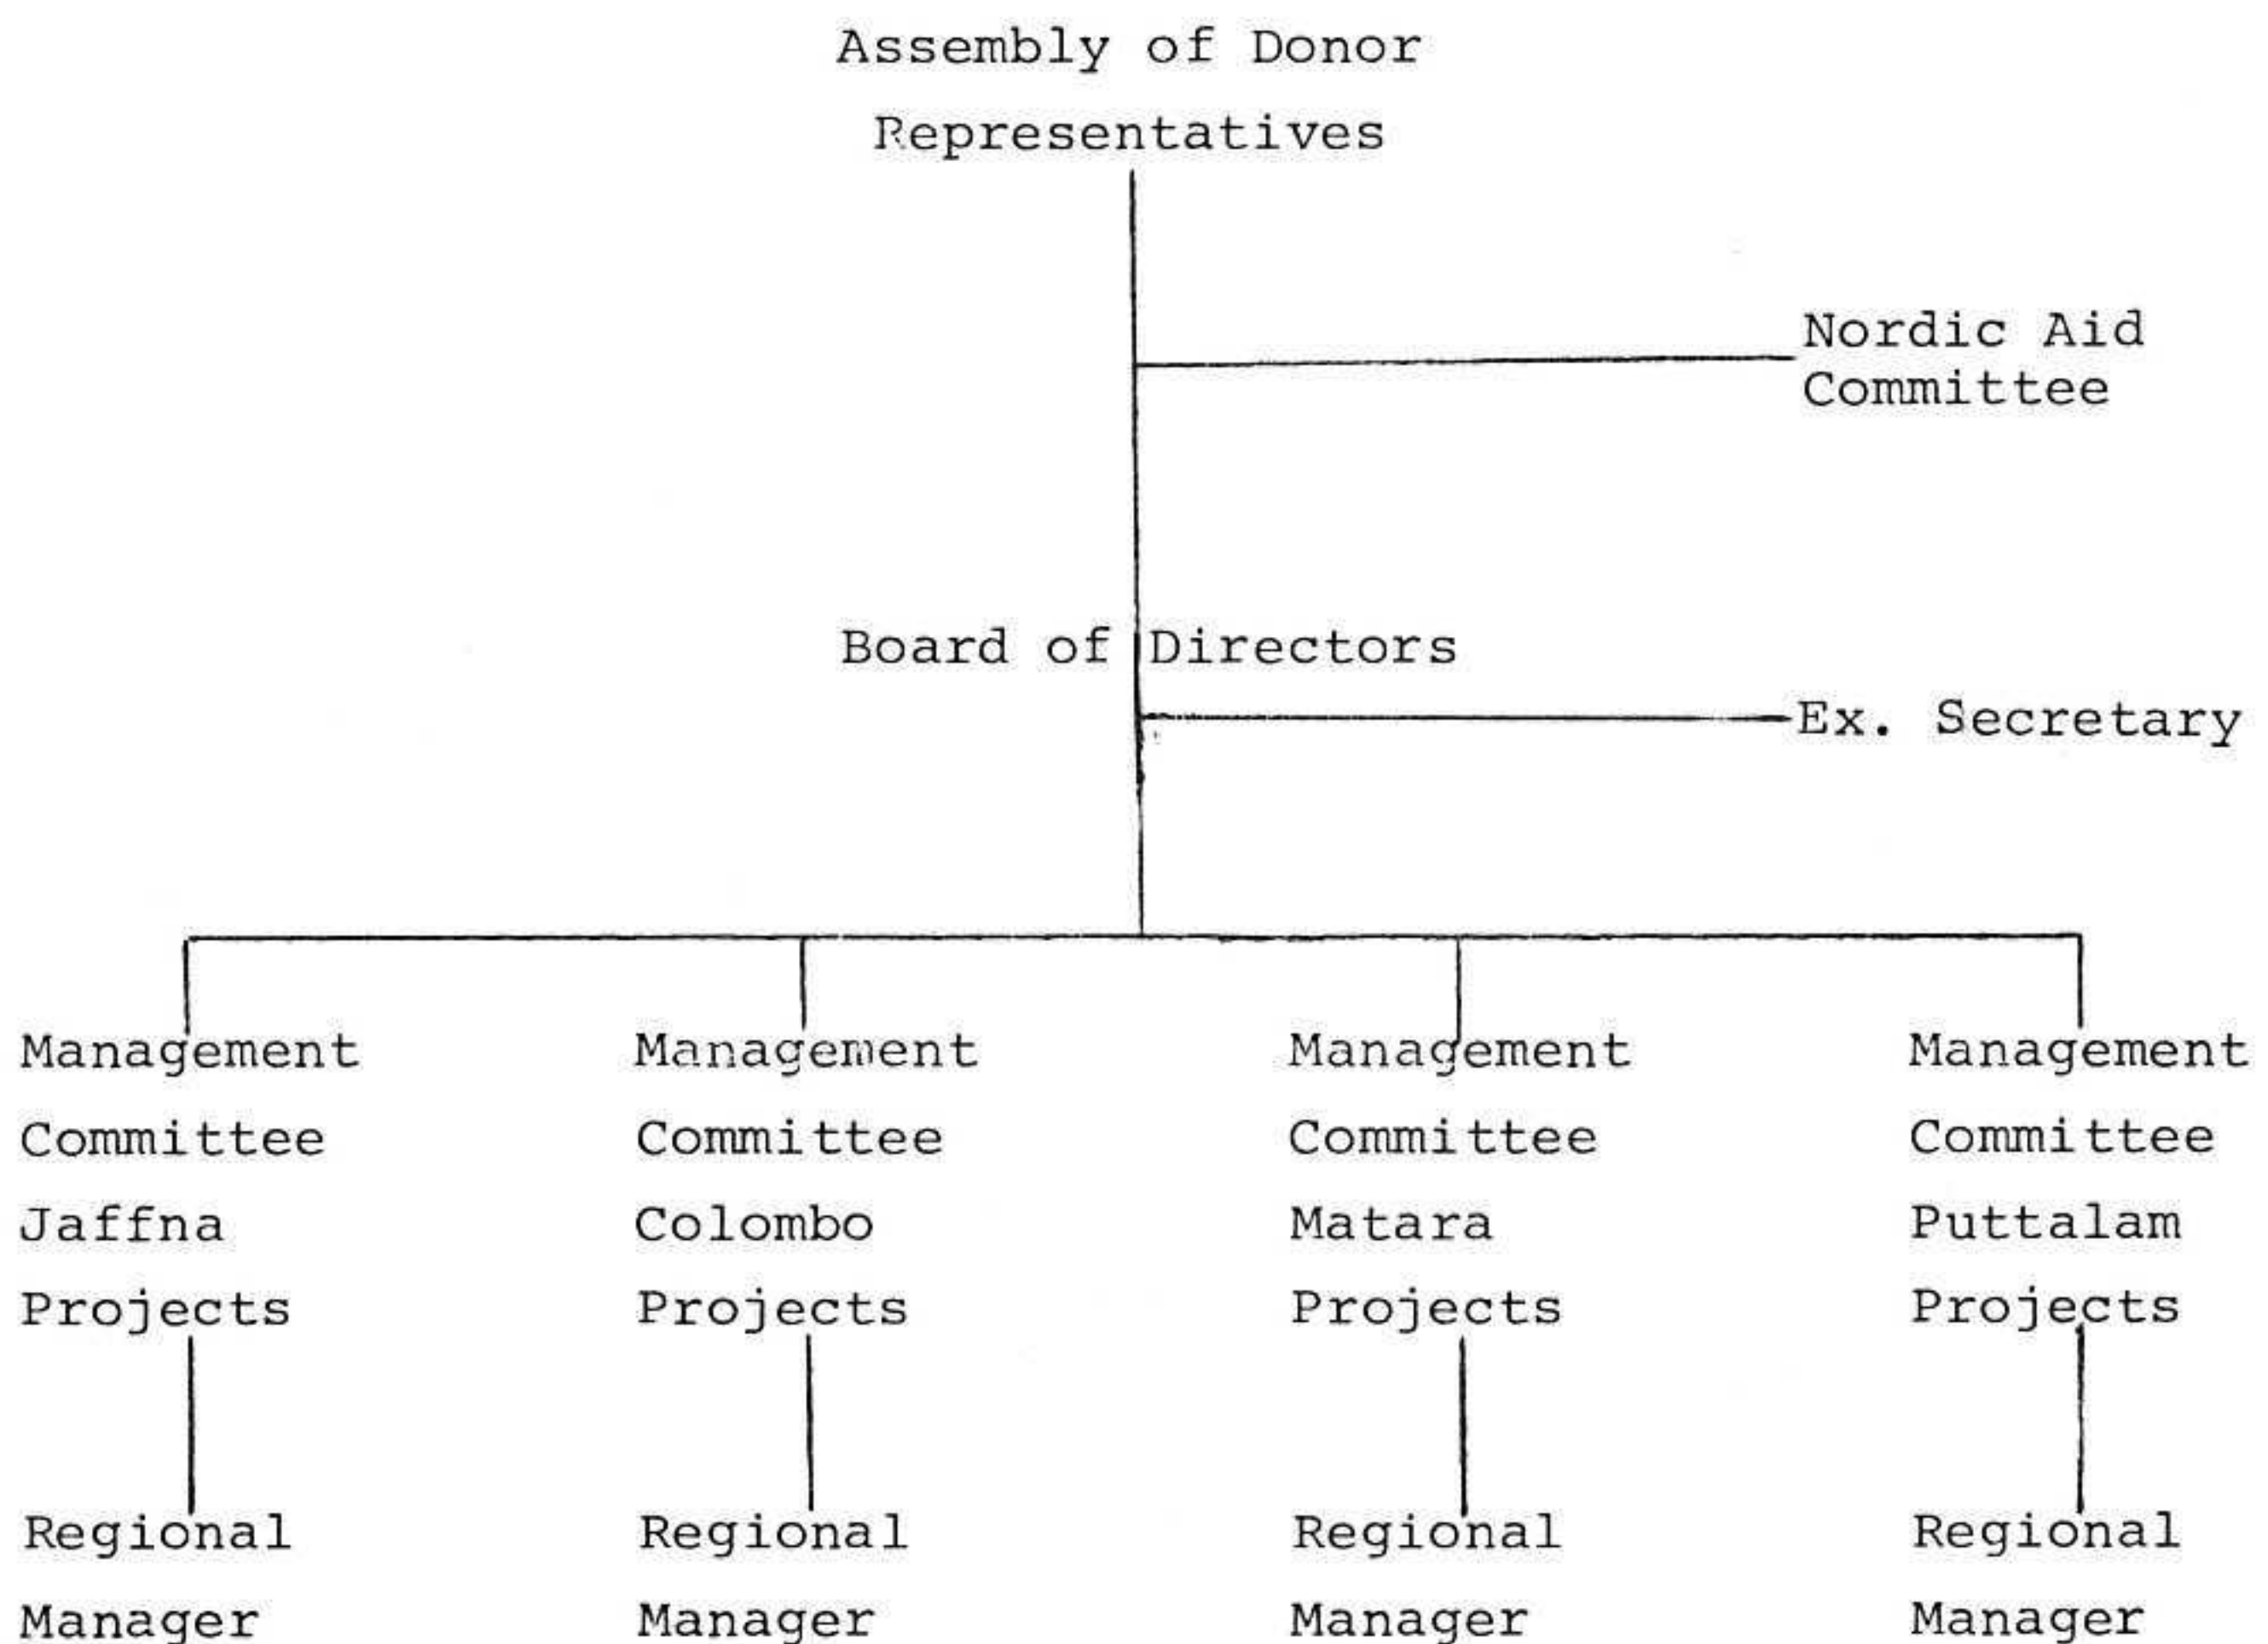 Assembly of Donor
Representatives
Nordic Aid
Committee
Board of Directors
Ex. Secretary
Management
Committee
Jaffna
Projects
Management
Committee
Colombo
Projects
Management
Committee
Matara
Projects
Management
Committee
Puttalam
Projects
Regional
Manager
Regional
Manager
Regional
Manager
Regional
Manager